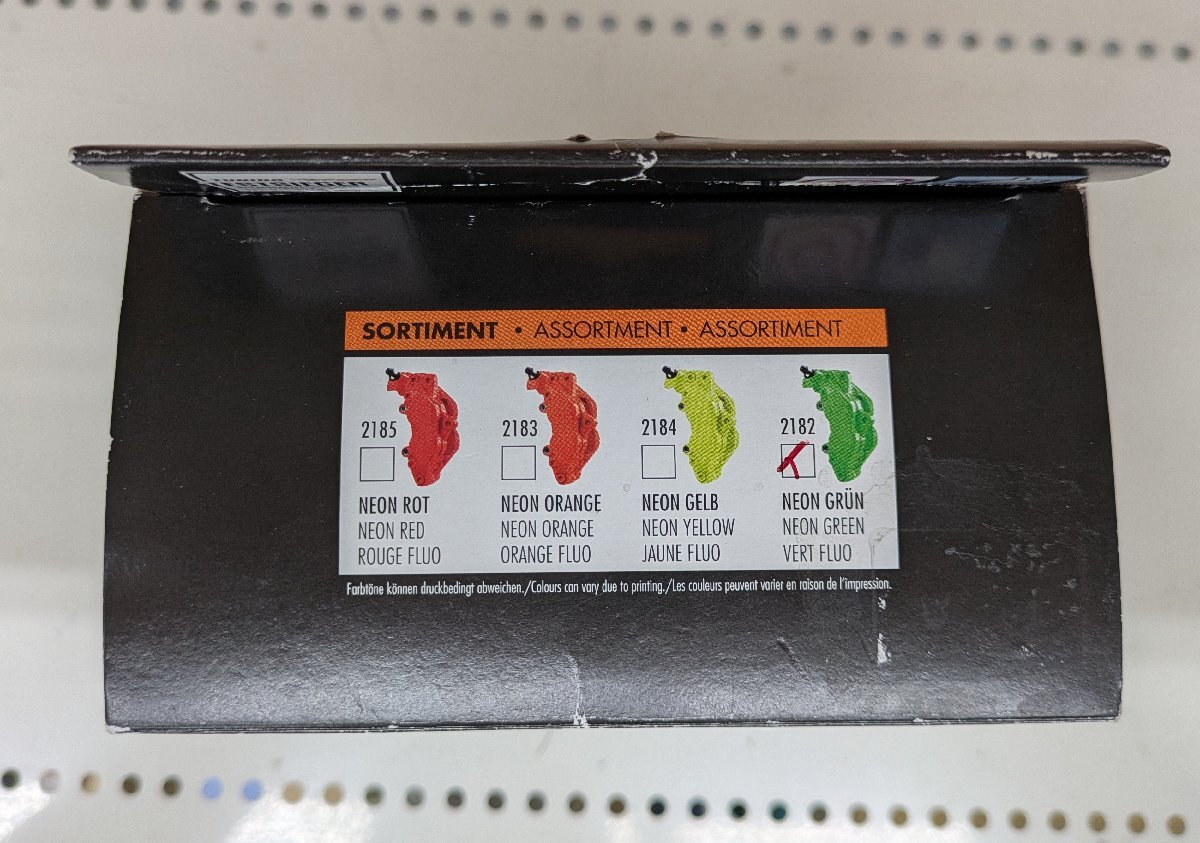 SORTIMENT • ASSORTMENT • ASSORTIMENT
2185
NEON ROT
NEON RED
ROUGE FLUO
2183
NEON ORANGE
NEON ORANGE
ORANGE FLUO
2184
NEON GELB
NEON YELLOW
JAUNE FLUO
2182
NEON GRÜN
NEON GREEN
VERT FLUO
Farbtöne können druckbedingt abweichen./Colours can vary due to printing./Les couleurs peuvent varier en raison de l'impression.